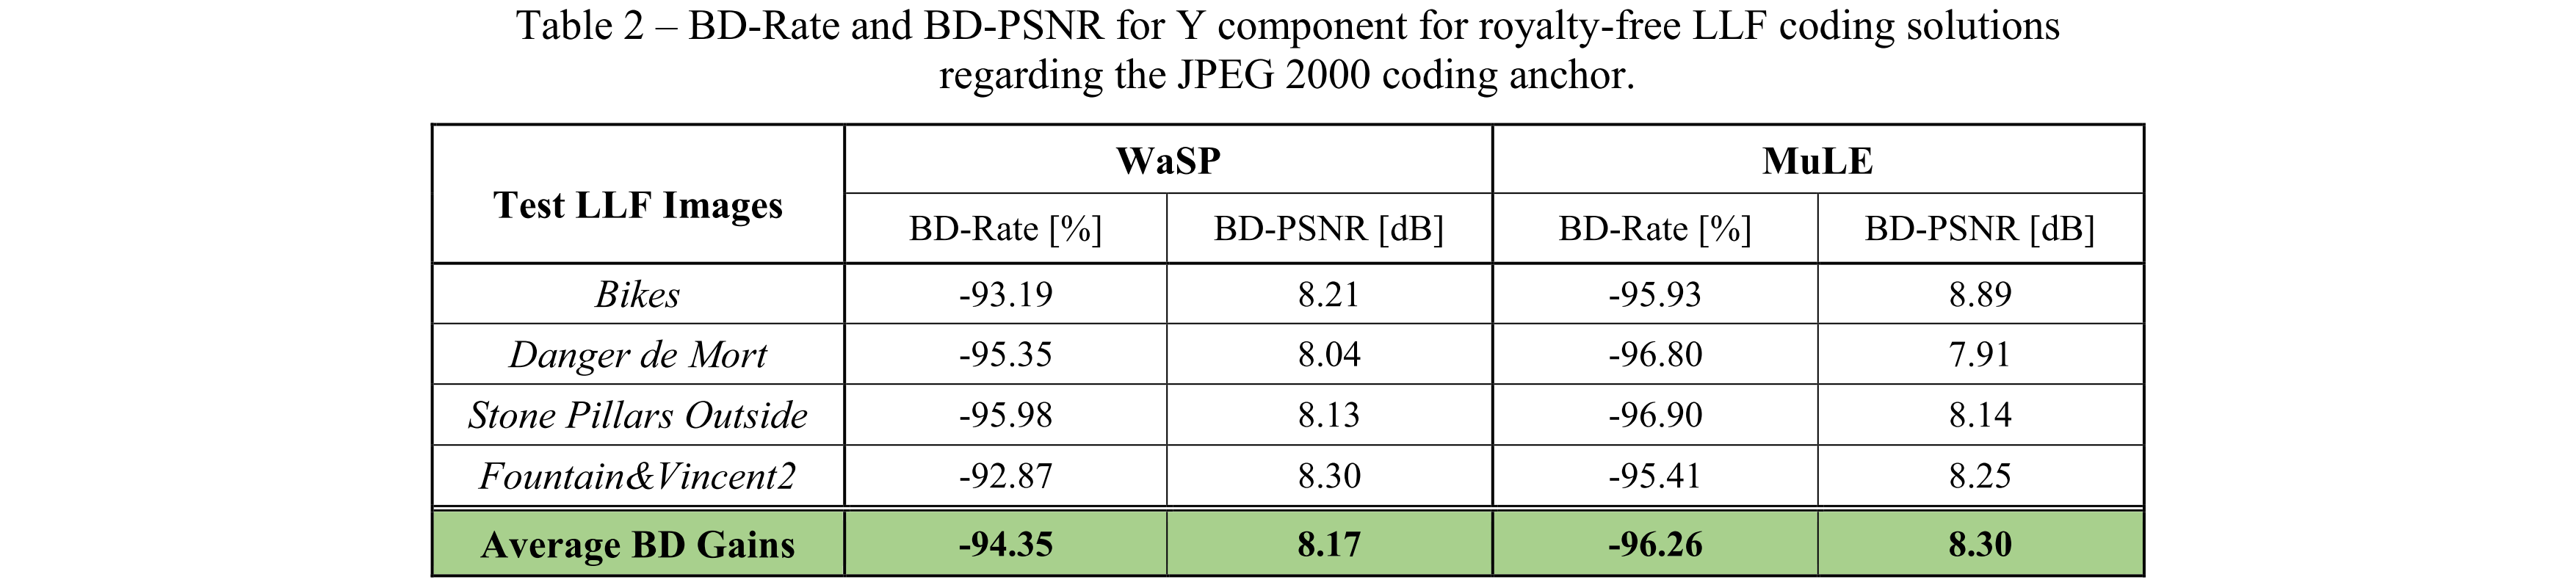 Table 2 – BD-Rate and BD-PSNR for Y component for royalty-free LLF coding solutions
regarding the JPEG 2000 coding anchor.
Test LLF Images WaSP MuLE
BD-Rate [%] BD-PSNR [dB] BD-Rate [%] BD-PSNR [dB]
Bikes -93.19 8.21 -95.93 8.89
Danger de Mort -95.35 8.04 -96.80 7.91
Stone Pillars Outside -95.98 8.13 -96.90 8.14
Fountain&Vincent2 -92.87 8.30 -95.41 8.25
Average BD Gains -94.35 8.17 -96.26 8.30